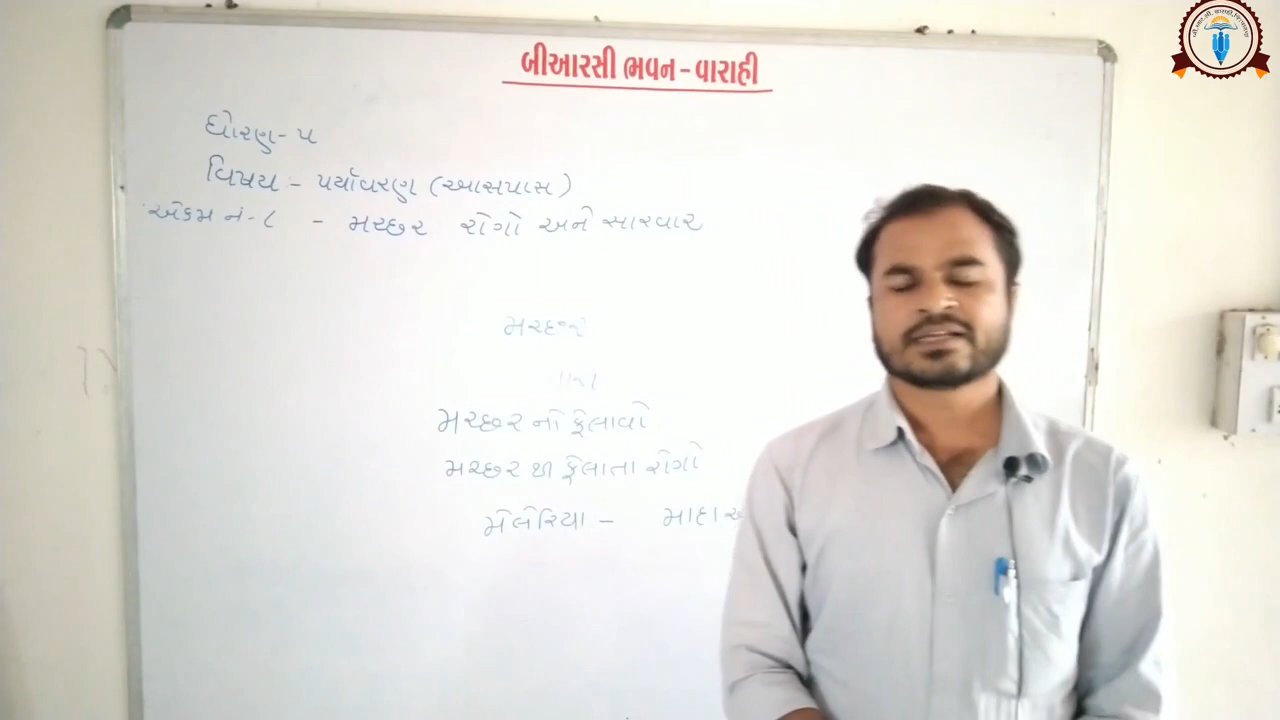 બીઆરસી ભવન - વારાહી
ધોરણ - ૫
વિષય :- પર્યાવરણ (આસપાસ)
એકમ નં - ૮ - મચ્છર રોગો અને સારવાર
મચ્છર
મચ્છર નો ફેલાવો
મચ્છર થી ફેલાતા રોગો
મેલેરિયા - માદા